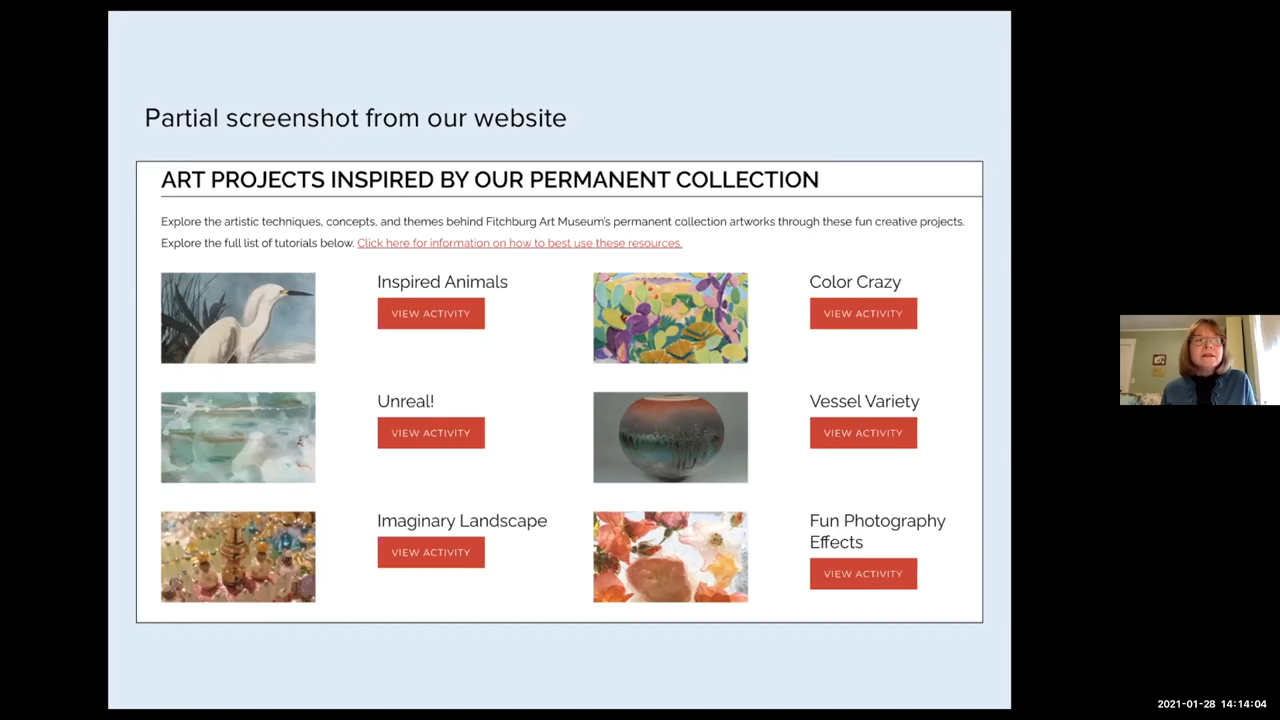 Partial screenshot from our website
ART PROJECTS INSPIRED BY OUR PERMANENT COLLECTION
Explore the artistic techniques, concepts, and themes behind Fitchburg Art Museum's permanent collection artworks through these fun creative projects.
Explore the full list of tutorials below. Click here for information on how to best use these resources.
Inspired Animals
VIEW ACTIVITY
Color Crazy
VIEW ACTIVITY
Unreal!
VIEW ACTIVITY
Vessel Variety
VIEW ACTIVITY
Imaginary Landscape
VIEW ACTIVITY
Fun Photography
Effects
VIEW ACTIVITY
2021-01-28 14:14:04